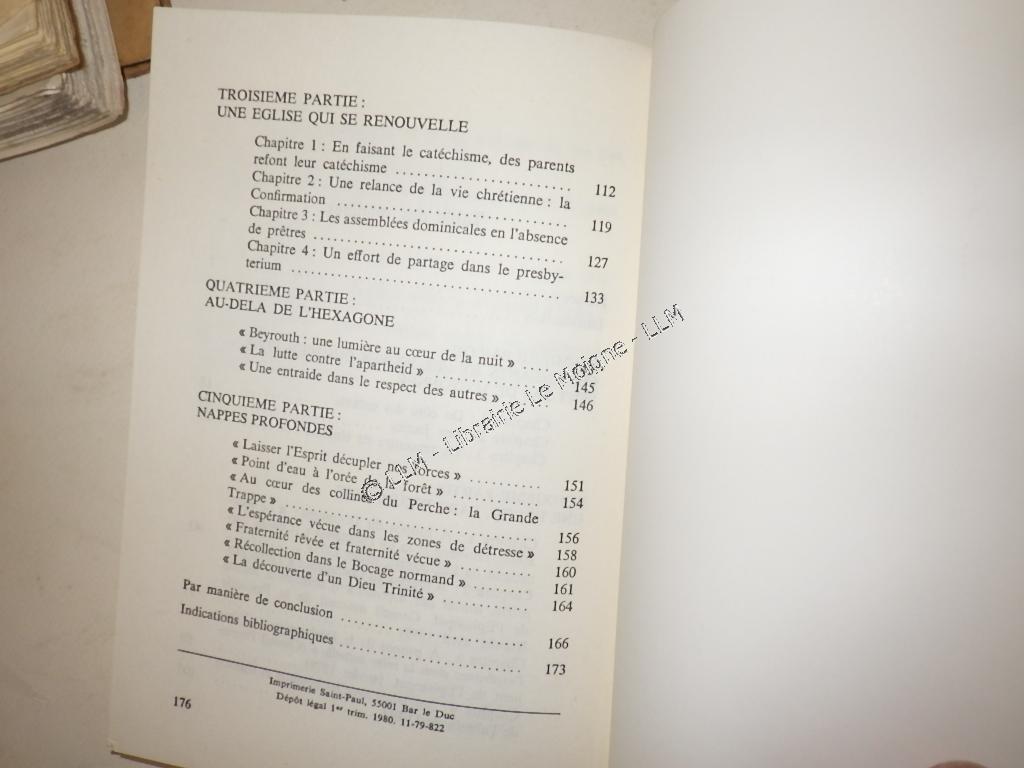 TROISIEME PARTIE :
UNE EGLISE QUI SE RENOUVELLE
Chapitre 1 : En faisant le catéchisme, des parents
refont leur catéchisme ........................ 112
Chapitre 2 : Une relance de la vie chrétienne : la
Confirmation ................................ 119
Chapitre 3 : Les assemblées dominicales en l'absence
de prêtres .................................. 127
Chapitre 4 : Un effort de partage dans le presby-
terium ...................................... 133
QUATRIEME PARTIE :
AU-DELA DE L'HEXAGONE
« Beyrouth : une lumière au cœur de la nuit » ....
« La lutte contre l'apartheid » .................. 145
« Une entraide dans le respect des autres » ....... 146
CINQUIEME PARTIE :
NAPPES PROFONDES
« Laisser l'Esprit décupler nos forces » .......... 151
« Point d'eau à l'orée de la forêt » ............. 154
« Au cœur des collines du Perche : la Grande
Trappe » ..................................... 156
« L'espérance vécue dans les zones de détresse » 158
« Fraternité rêvée et fraternité vécue » .......... 160
« Récollection dans le Bocage normand » ........ 161
« La découverte d'un Dieu Trinité » ............ 164
Par manière de conclusion .......................... 166
Indications bibliographiques ........................ 173
Imprimerie Saint-Paul, 55001 Bar le Duc
Dépôt légal 1er trim. 1980. 11-79-822
176
© LLM - Librairie Le Moigne - LLM